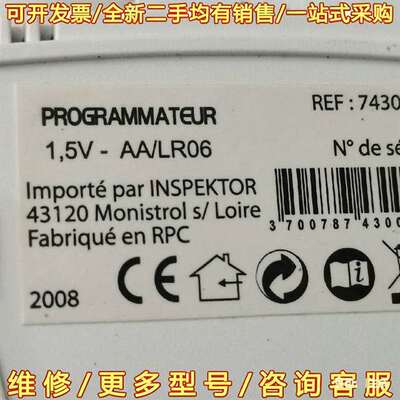 可开发票/全新二手均有销售/一站式采购
PROGRAMMATEUR
REF : 7430
1,5V - AA/LR06
N° de sé
Importé par INSPEKTOR
43120 Monistrol s/ Loire
Fabriqué en RPC
3 700787 4300
CE
2008
维修/更多型号/咨询客服